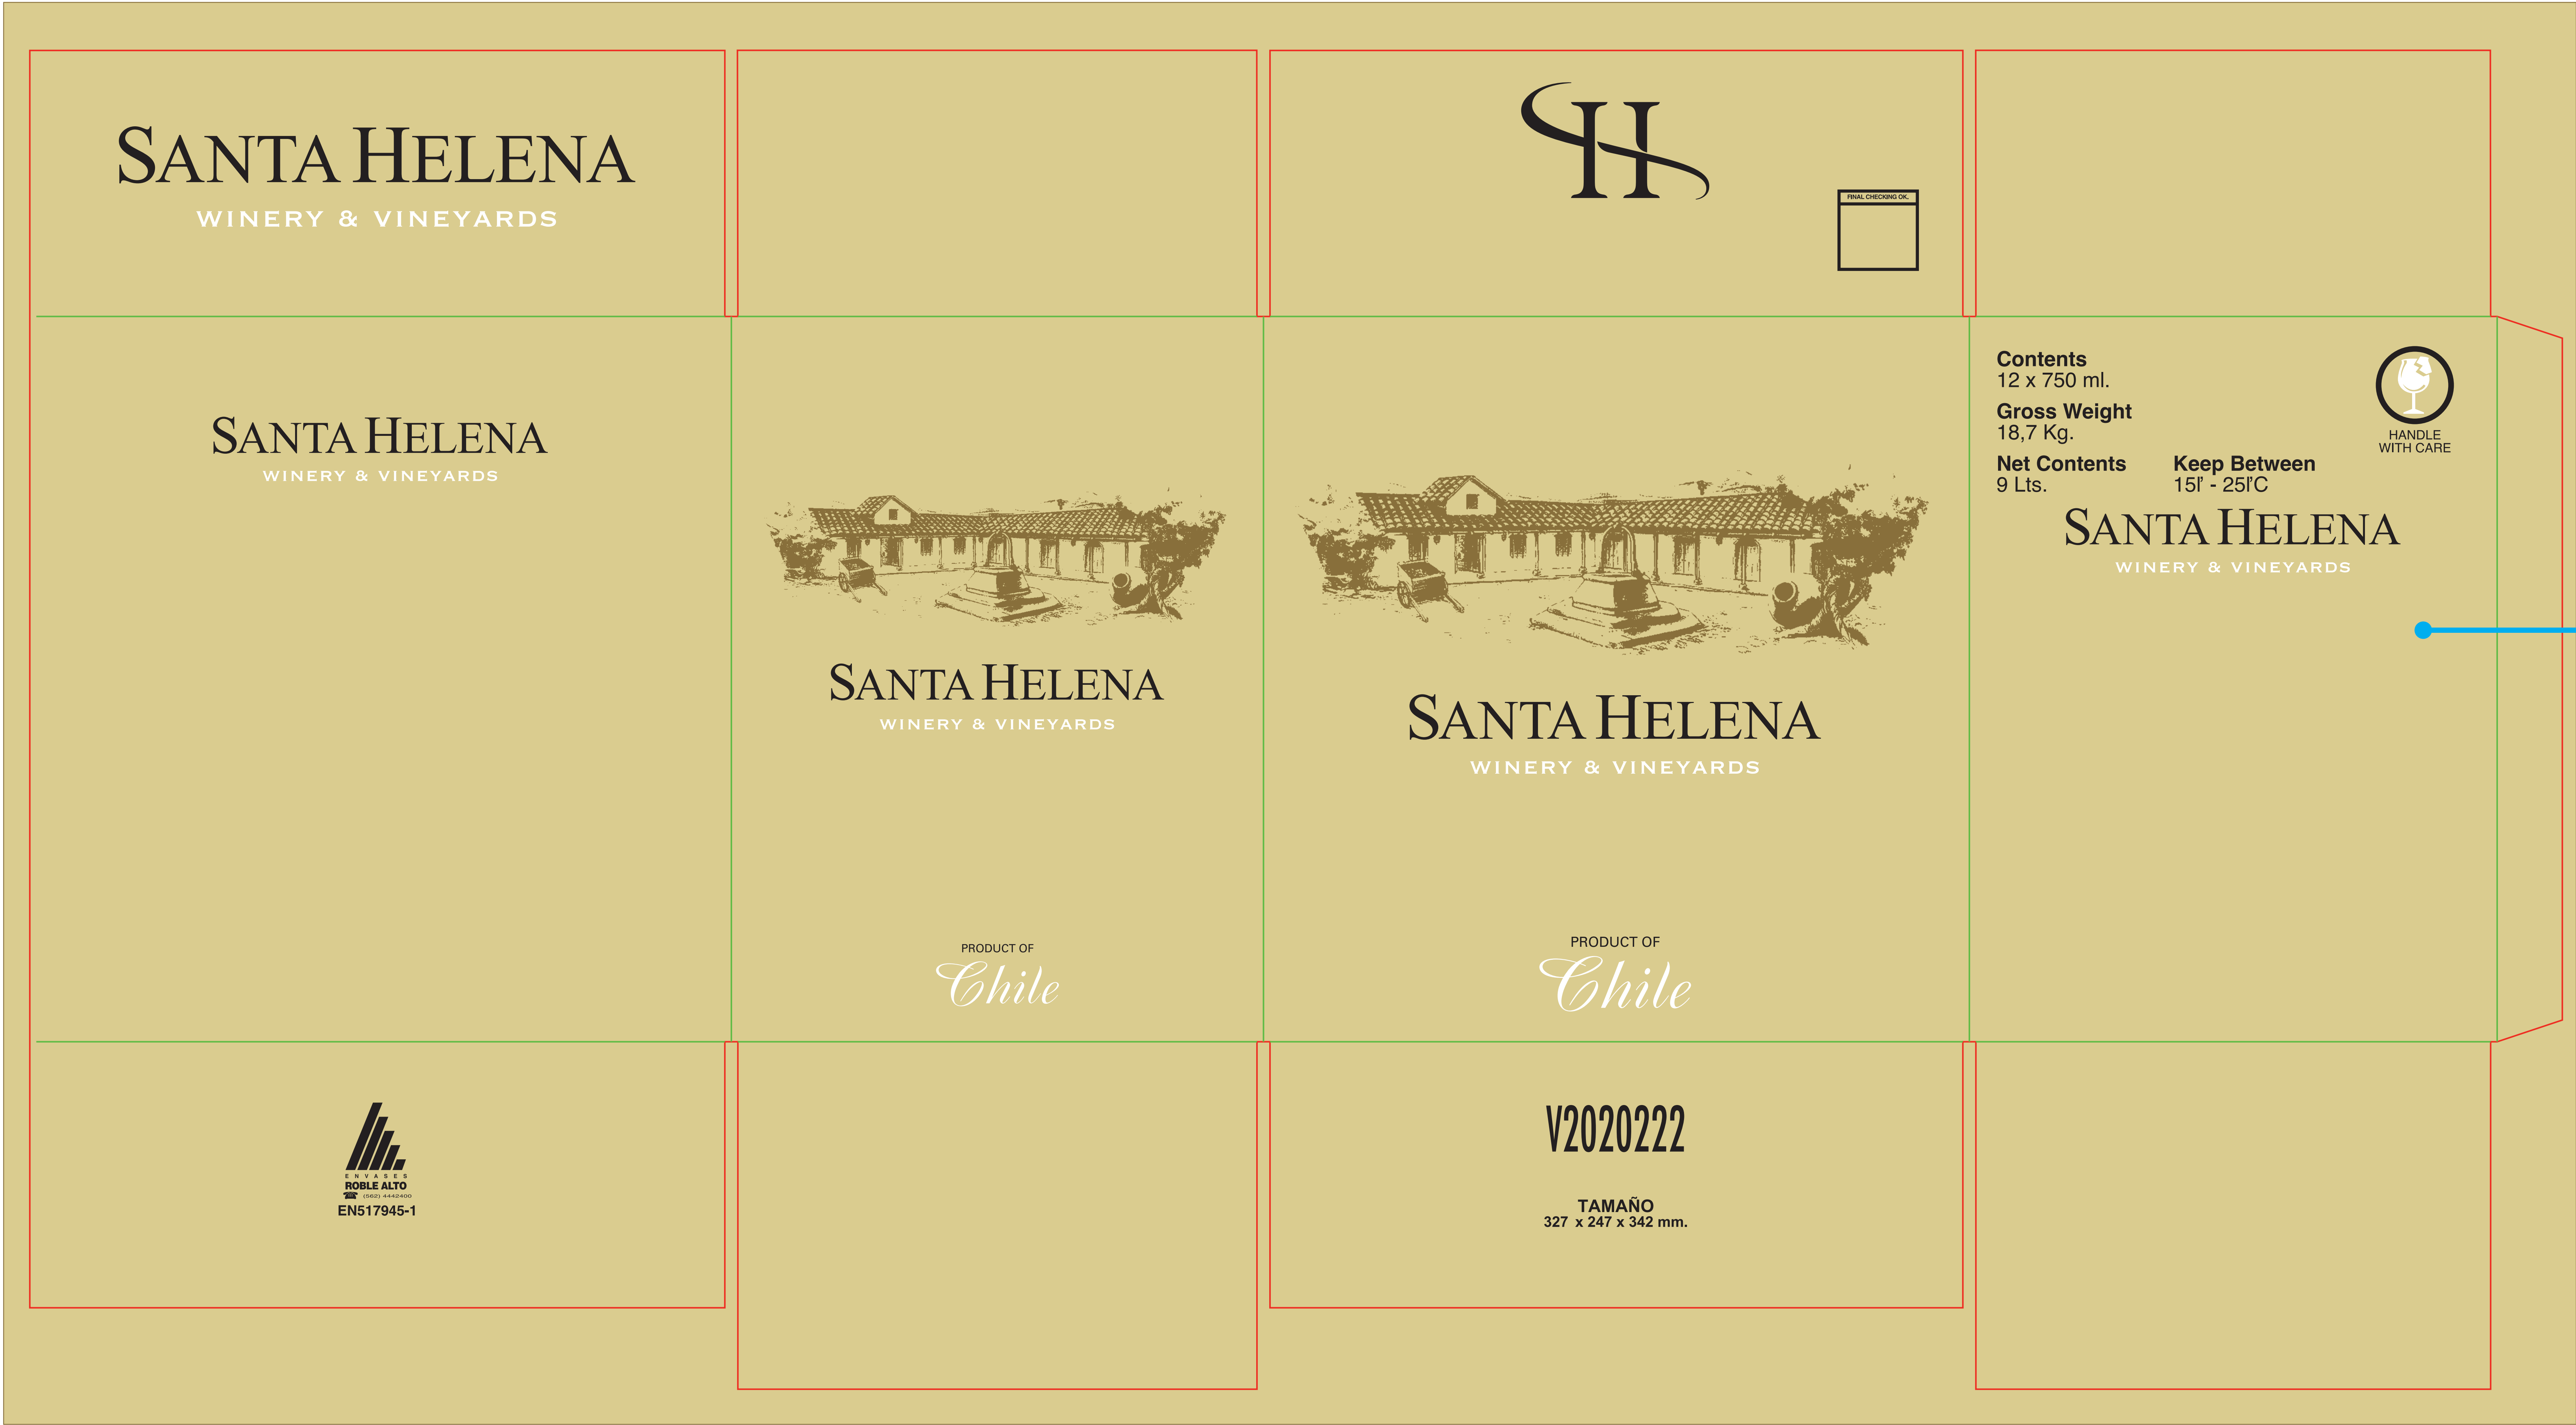 SANTA HELENA
WINERY & VINEYARDS
SH
FINAL CHECKING OK.
SANTA HELENA
WINERY & VINEYARDS
SANTA HELENA
WINERY & VINEYARDS
PRODUCT OF
Chile
SANTA HELENA
WINERY & VINEYARDS
PRODUCT OF
Chile
Contents
12 x 750 ml.
Gross Weight
18,7 Kg.
Net Contents
9 Lts.
Keep Between
15ľ - 25ľC
HANDLE
WITH CARE
SANTA HELENA
WINERY & VINEYARDS
ENVASES
ROBLE ALTO
(562) 4442400
EN517945-1
V2020222
TAMAÑO
327 x 247 x 342 mm.